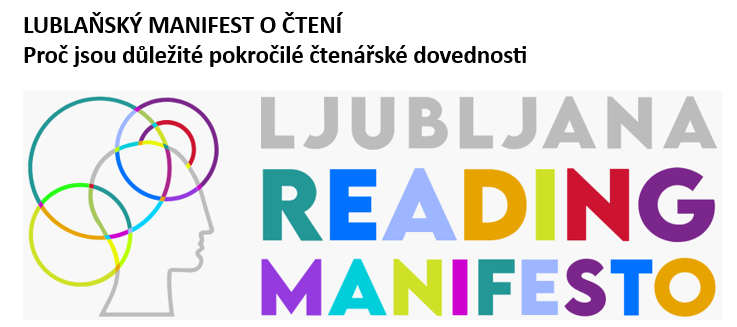 LUBLAŇSKÝ MANIFEST O ČTENÍ
Proč jsou důležité pokročilé čtenářské dovednosti
LJUBLJANA
READING
MANIFESTO